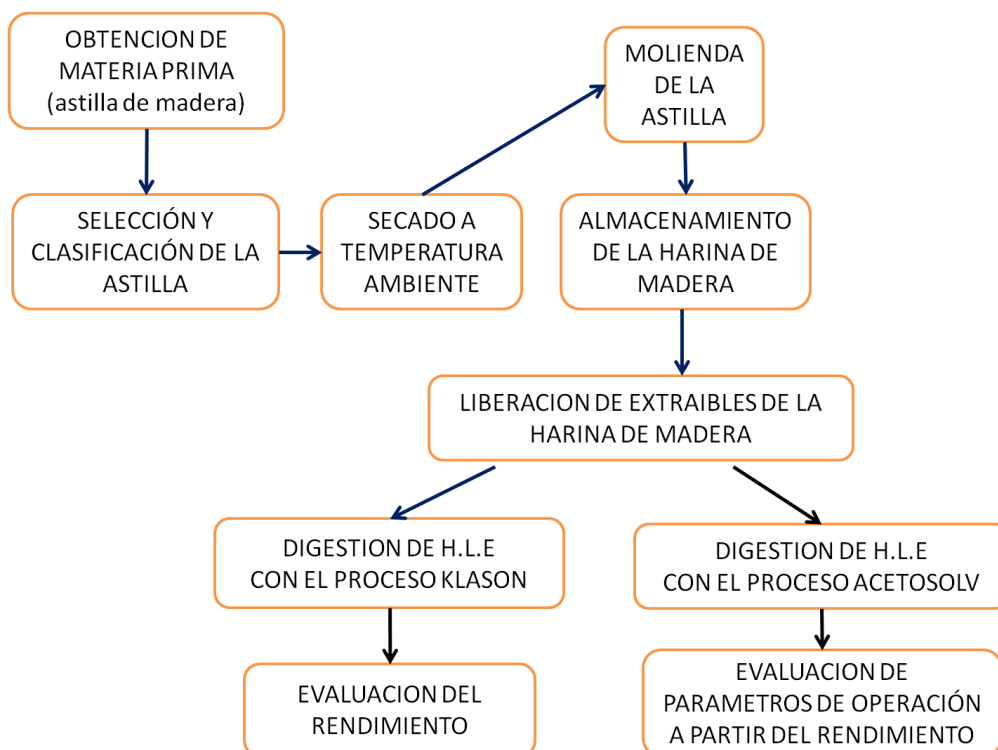 OBTENCION DE
MATERIA PRIMA
(astilla de madera)
SELECCIÓN Y
CLASIFICACIÓN DE LA
ASTILLA
SECADO A
TEMPERATURA
AMBIENTE
MOLIENDA
DE LA
ASTILLA
ALMACENAMIENTO
DE LA HARINA DE
MADERA
LIBERACION DE EXTRAIBLES DE LA
HARINA DE MADERA
DIGESTION DE H.L.E
CON EL PROCESO KLASON
DIGESTION DE H.L.E
CON EL PROCESO ACETOSOLV
EVALUACION DEL
RENDIMIENTO
EVALUACION DE
PARAMETROS DE OPERACIÓN
A PARTIR DEL RENDIMIENTO